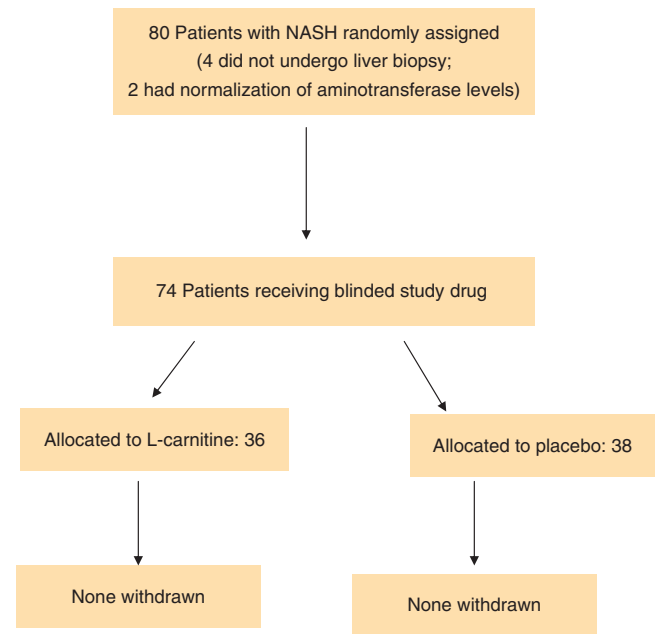 80 Patients with NASH randomly assigned
(4 did not undergo liver biopsy;
2 had normalization of aminotransferase levels)
74 Patients receiving blinded study drug
Allocated to L-carnitine: 36
Allocated to placebo: 38
None withdrawn
None withdrawn